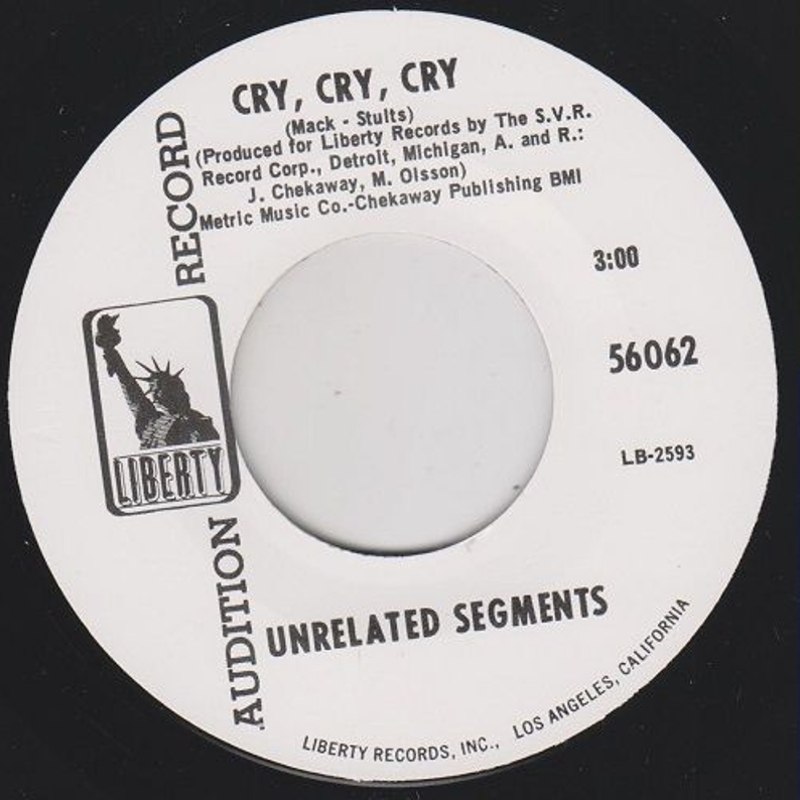 CRY, CRY, CRY
(Mack - Stults)
(Produced for Liberty Records by The S.V.R.
Record Corp., Detroit, Michigan, A. and R.:
J. Chekaway, M. Olsson)
Metric Music Co.-Chekaway Publishing BMI
3:00
56062
LB-2593
AUDITION RECORD
LIBERTY
UNRELATED SEGMENTS
LIBERTY RECORDS, INC., LOS ANGELES, CALIFORNIA